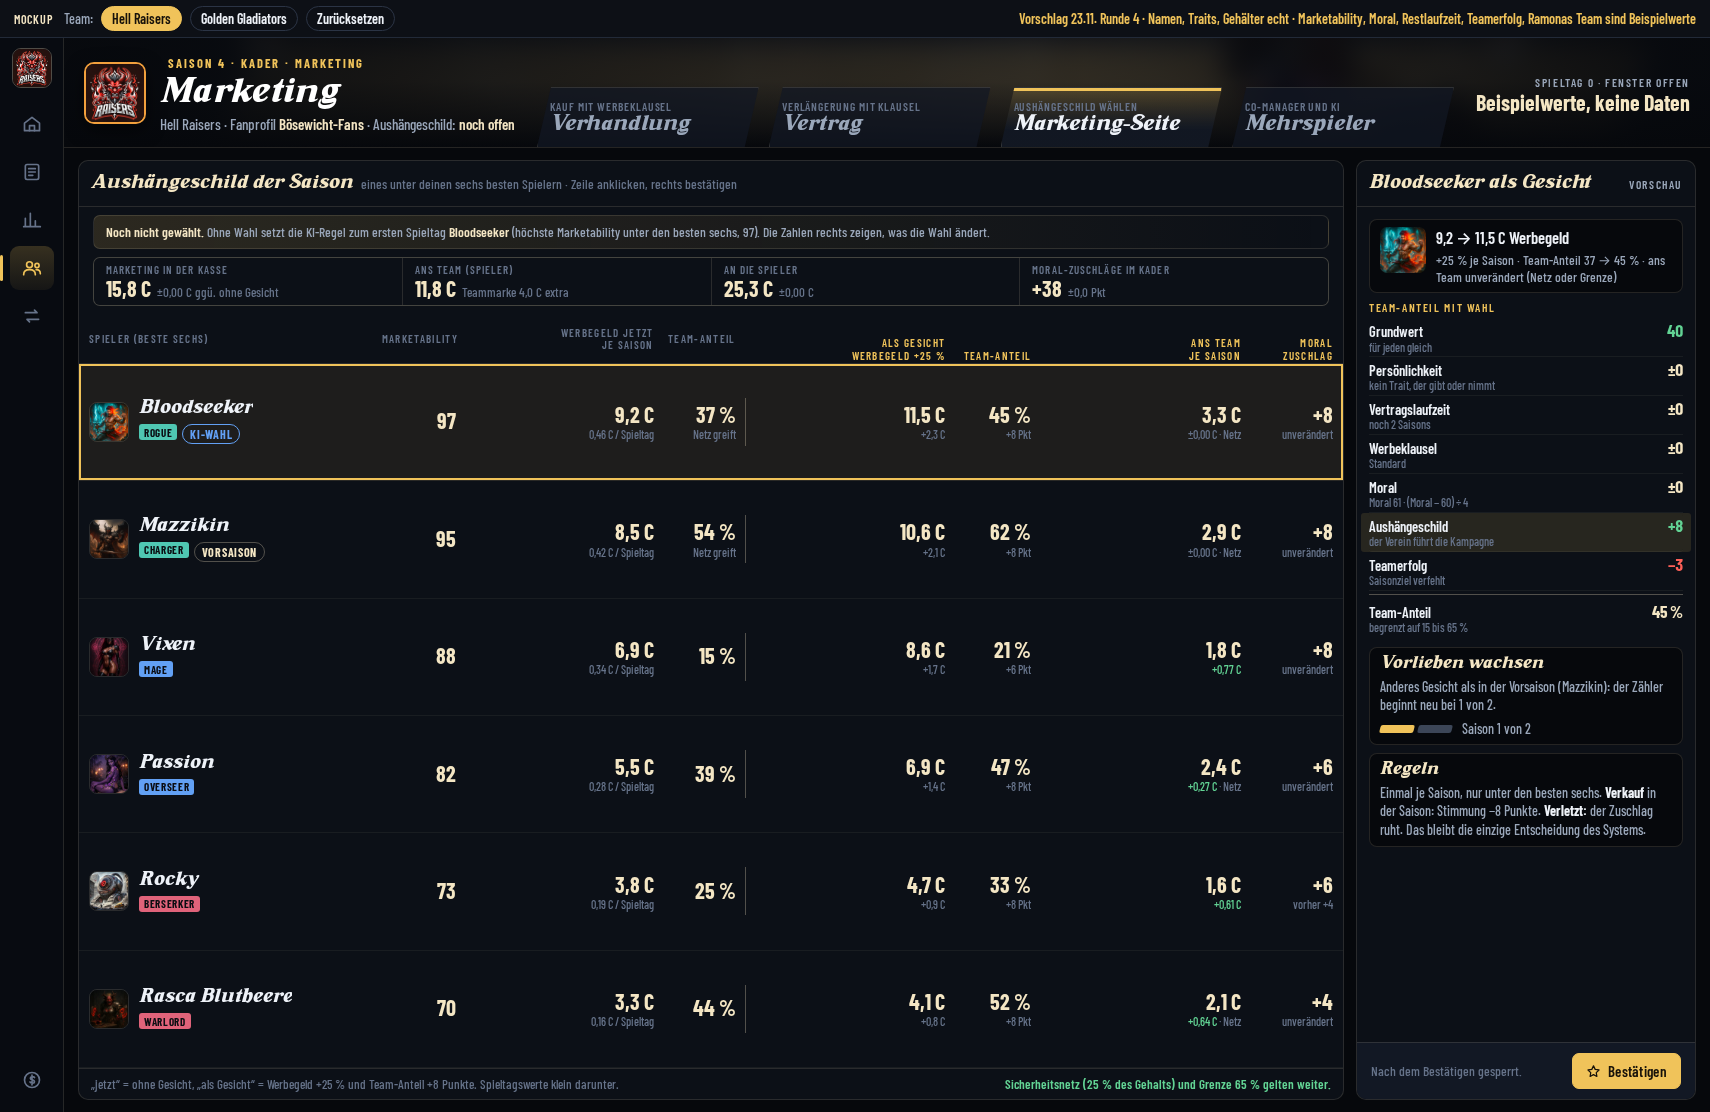 MOCKUP Team: Hell Raisers Golden Gladiators Zurücksetzen
Vorschlag 23.11. Runde 4 · Namen, Traits, Gehälter echt · Marketability, Moral, Restlaufzeit, Teamerfolg, Ramonas Team sind Beispielwerte
RAISERS
RAISERS
SAISON 4 · KADER · MARKETING
Marketing
Hell Raisers · Fanprofil Bösewicht-Fans · Aushängeschild: noch offen
KAUF MIT WERBEKLAUSEL
Verhandlung
VERLÄNGERUNG MIT KLAUSEL
Vertrag
AUSHÄNGESCHILD WÄHLEN
Marketing-Seite
CO-MANAGER UND KI
Mehrspieler
SPIELTAG 0 · FENSTER OFFEN
Beispielwerte, keine Daten
Aushängeschild der Saison eines unter deinen sechs besten Spielern · Zeile anklicken, rechts bestätigen
Noch nicht gewählt. Ohne Wahl setzt die KI-Regel zum ersten Spieltag Bloodseeker (höchste Marketability unter den besten sechs, 97). Die Zahlen rechts zeigen, was die Wahl ändert.
MARKETING IN DER KASSE
15,8 C ±0,00 C ggü. ohne Gesicht
ANS TEAM (SPIELER)
11,8 C Teammarke 4,0 C extra
AN DIE SPIELER
25,3 C ±0,00 C
MORAL-ZUSCHLÄGE IM KADER
+38 ±0,0 Pkt
SPIELER (BESTE SECHS)
MARKETABILITY
WERBEGELD JETZT
JE SAISON
TEAM-ANTEIL
ALS GESICHT
WERBEGELD +25 %
TEAM-ANTEIL
ANS TEAM
JE SAISON
MORAL
ZUSCHLAG
Bloodseeker
ROGUE KI-WAHL
97
9,2 C
0,46 C / Spieltag
37 %
Netz greift
11,5 C
+2,3 C
45 %
+8 Pkt
3,3 C
±0,00 C · Netz
+8
unverändert
Mazzikin
CHARGER VORSAISON
95
8,5 C
0,42 C / Spieltag
54 %
Netz greift
10,6 C
+2,1 C
62 %
+8 Pkt
2,9 C
±0,00 C · Netz
+8
unverändert
Vixen
MAGE
88
6,9 C
0,34 C / Spieltag
15 %
8,6 C
+1,7 C
21 %
+6 Pkt
1,8 C
+0,77 C
+8
unverändert
Passion
OVERSEER
82
5,5 C
0,28 C / Spieltag
39 %
6,9 C
+1,4 C
47 %
+8 Pkt
2,4 C
+0,27 C · Netz
+6
unverändert
Rocky
BERSERKER
73
3,8 C
0,19 C / Spieltag
25 %
4,7 C
+0,9 C
33 %
+8 Pkt
1,6 C
+0,61 C
+6
vorher +4
Rasca Blutbeere
WARLORD
70
3,3 C
0,16 C / Spieltag
44 %
4,1 C
+0,8 C
52 %
+8 Pkt
2,1 C
+0,64 C · Netz
+4
unverändert
„Jetzt“ = ohne Gesicht, „als Gesicht“ = Werbegeld +25 % und Team-Anteil +8 Punkte. Spieltagswerte klein darunter.
Sicherheitsnetz (25 % des Gehalts) und Grenze 65 % gelten weiter.
Bloodseeker als Gesicht VORSCHAU
9,2 → 11,5 C Werbegeld
+25 % je Saison · Team-Anteil 37 → 45 % · ans
Team unverändert (Netz oder Grenze)
TEAM-ANTEIL MIT WAHL
Grundwert 40
für jeden gleich
Persönlichkeit ±0
kein Trait, der gibt oder nimmt
Vertragslaufzeit ±0
noch 2 Saisons
Werbeklausel ±0
Standard
Moral ±0
Moral 61 · (Moral − 60) ÷ 4
Aushängeschild +8
der Verein führt die Kampagne
Teamerfolg −3
Saisonziel verfehlt
Team-Anteil 45 %
begrenzt auf 15 bis 65 %
Vorlieben wachsen
Anderes Gesicht als in der Vorsaison (Mazzikin): der Zähler
beginnt neu bei 1 von 2.
Saison 1 von 2
Regeln
Einmal je Saison, nur unter den besten sechs. Verkauf in
der Saison: Stimmung −8 Punkte. Verletzt: der Zuschlag
ruht. Das bleibt die einzige Entscheidung des Systems.
Nach dem Bestätigen gesperrt.
Bestätigen